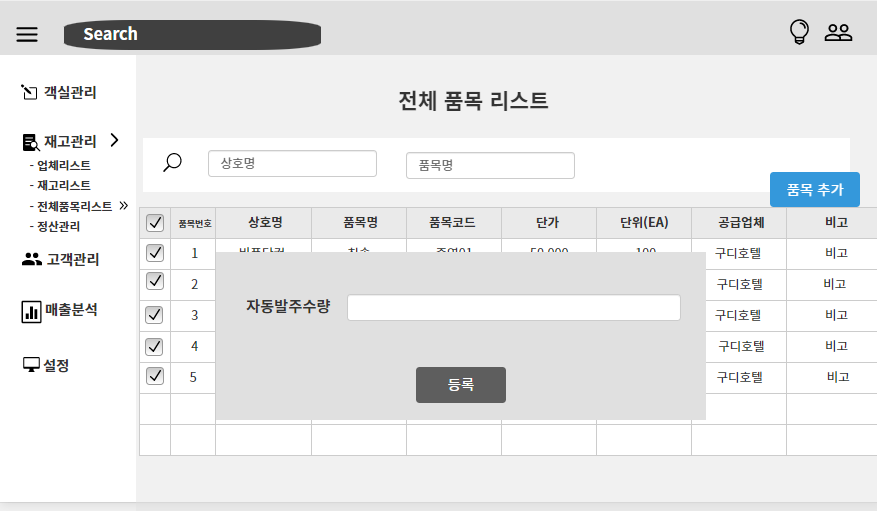 Search
객실관리
재고관리
- 업체리스트
- 재고리스트
- 전체품목리스트
- 정산관리
고객관리
매출분석
설정
전체 품목 리스트
상호명 품목명
품목 추가
품목번호 상호명 품목명 품목코드 단가 단위(EA) 공급업체 비고
1 50,000 100 구디호텔 비고
2 구디호텔 비고
3 구디호텔 비고
4 구디호텔 비고
5 구디호텔 비고
자동발주수량
등록